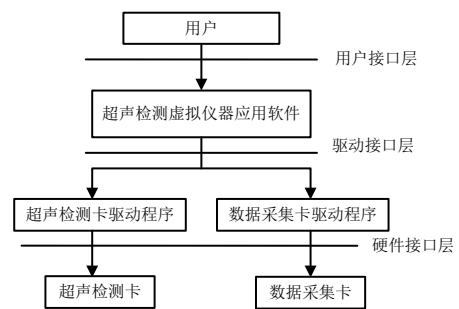 用户
用户接口层
超声检测虚拟仪器应用软件
驱动接口层
超声检测卡驱动程序
数据采集卡驱动程序
硬件接口层
超声检测卡
数据采集卡